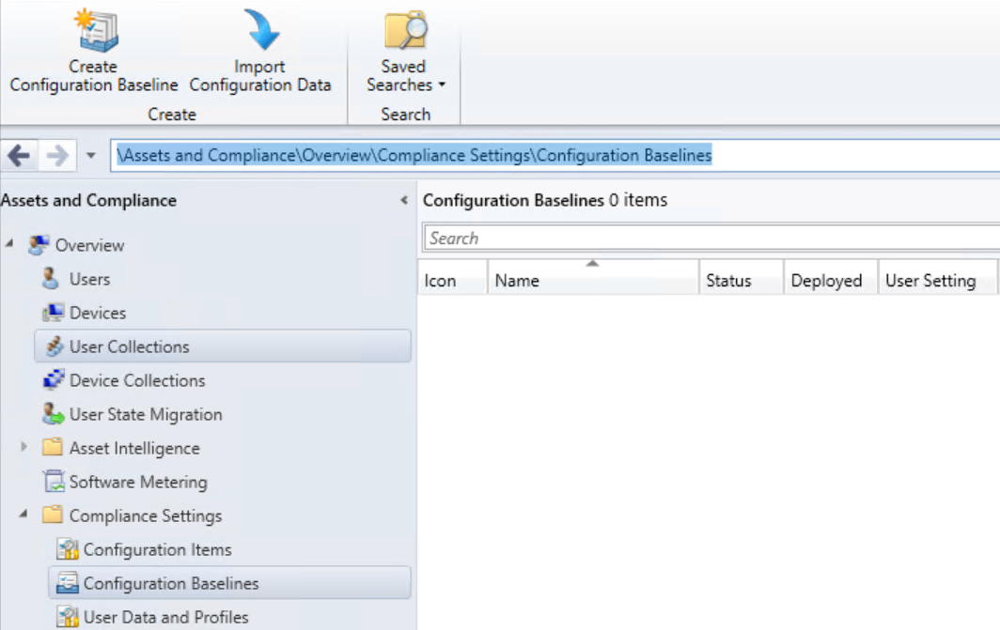 Create
Configuration Baseline
Import
Configuration Data
Saved
Searches
Create
Search
\Assets and Compliance\Overview\Compliance Settings\Configuration Baselines
Assets and Compliance
Configuration Baselines 0 items
Search
Icon Name Status Deployed User Setting
Overview
Users
Devices
User Collections
Device Collections
User State Migration
Asset Intelligence
Software Metering
Compliance Settings
Configuration Items
Configuration Baselines
User Data and Profiles